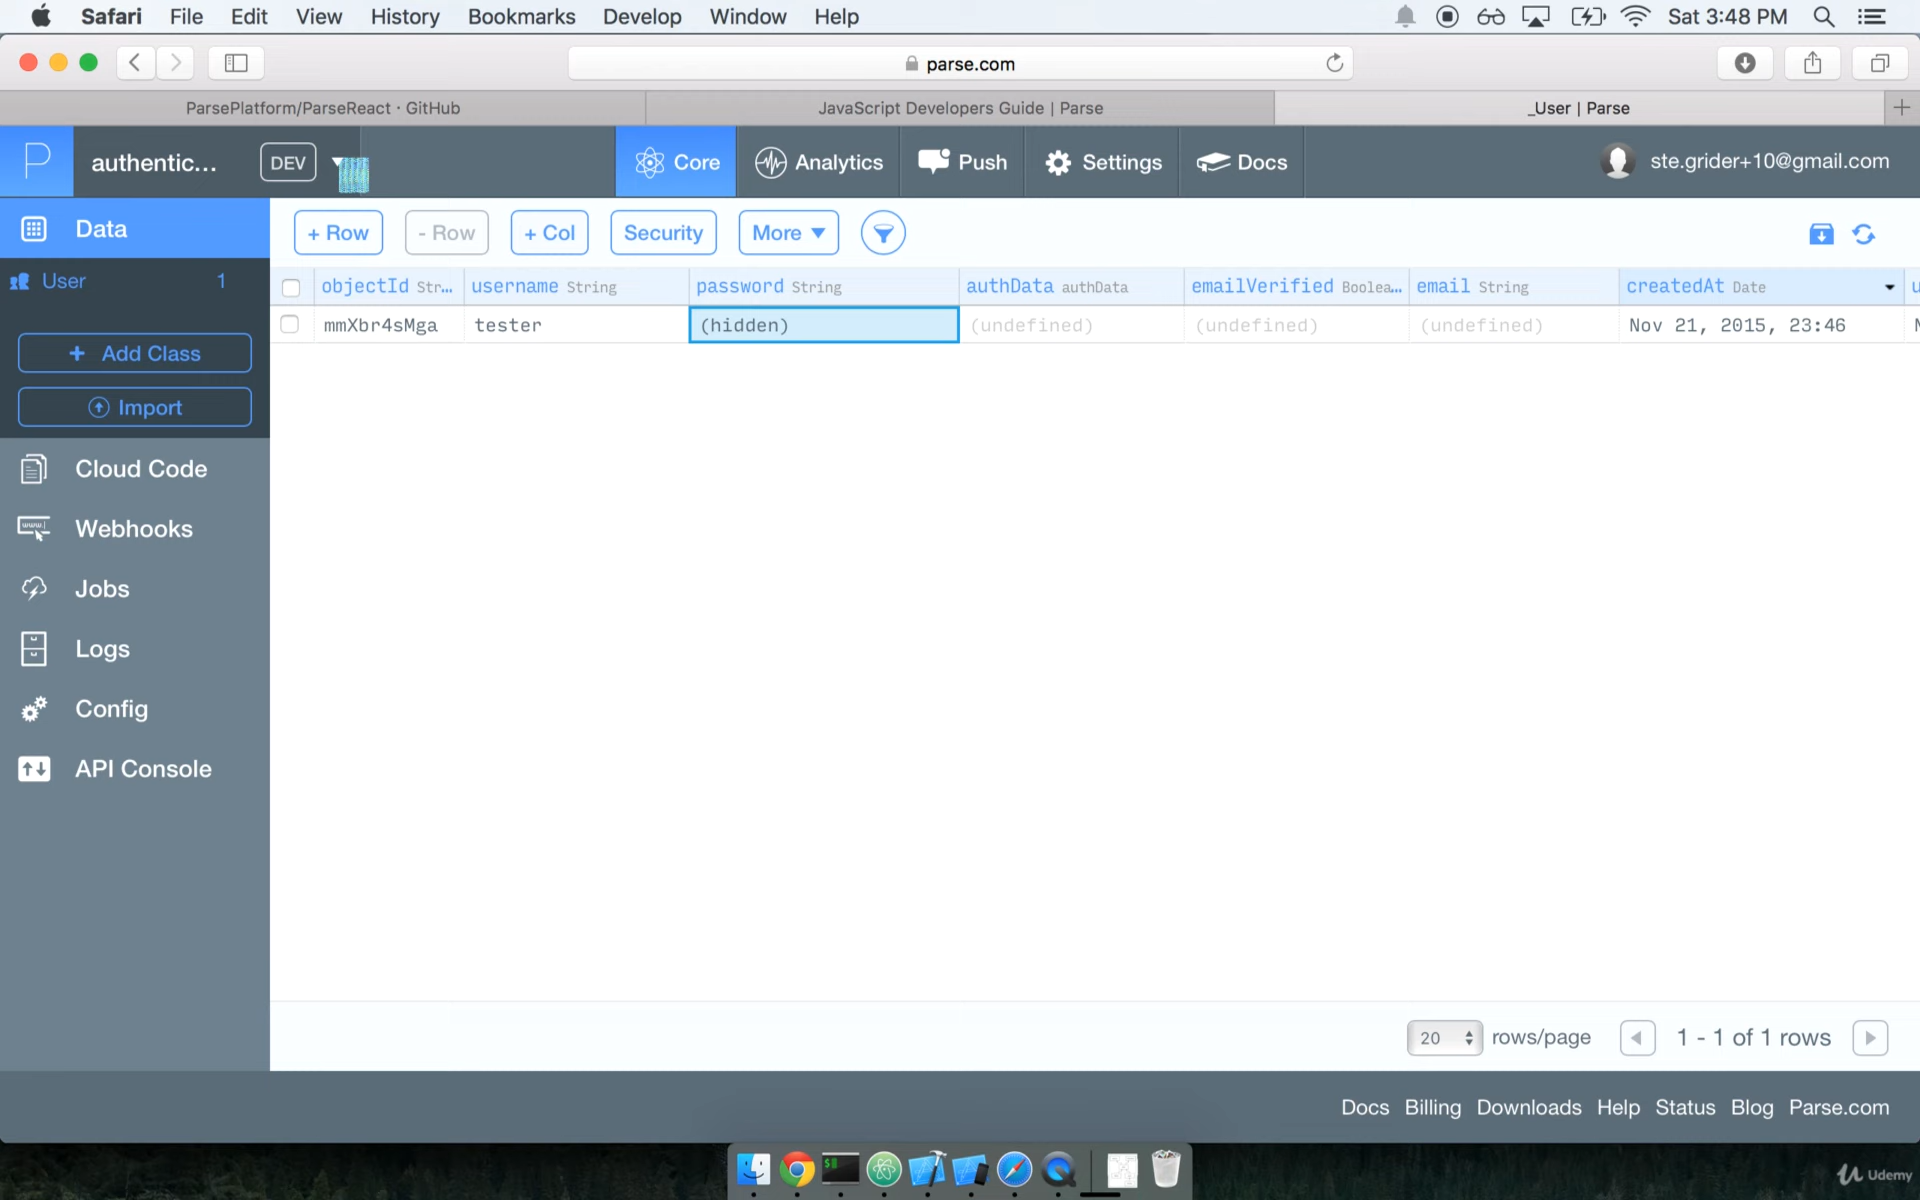 Safari File Edit View History Bookmarks Develop Window Help Sat 3:48 PM
parse.com
ParsePlatform/ParseReact · GitHub JavaScript Developers Guide | Parse _User | Parse
P authentic... DEV Core Analytics Push Settings Docs ste.grider+10@gmail.com
Data + Row - Row + Col Security More
User 1
objectId Str... username String password String authData authData emailVerified Boolea... email String createdAt Date u
mmXbr4sMga tester (hidden) (undefined) (undefined) (undefined) Nov 21, 2015, 23:46 N
+ Add Class
Import
Cloud Code
Webhooks
Jobs
Logs
Config
API Console
20 rows/page 1 - 1 of 1 rows
Docs Billing Downloads Help Status Blog Parse.com
Udemy